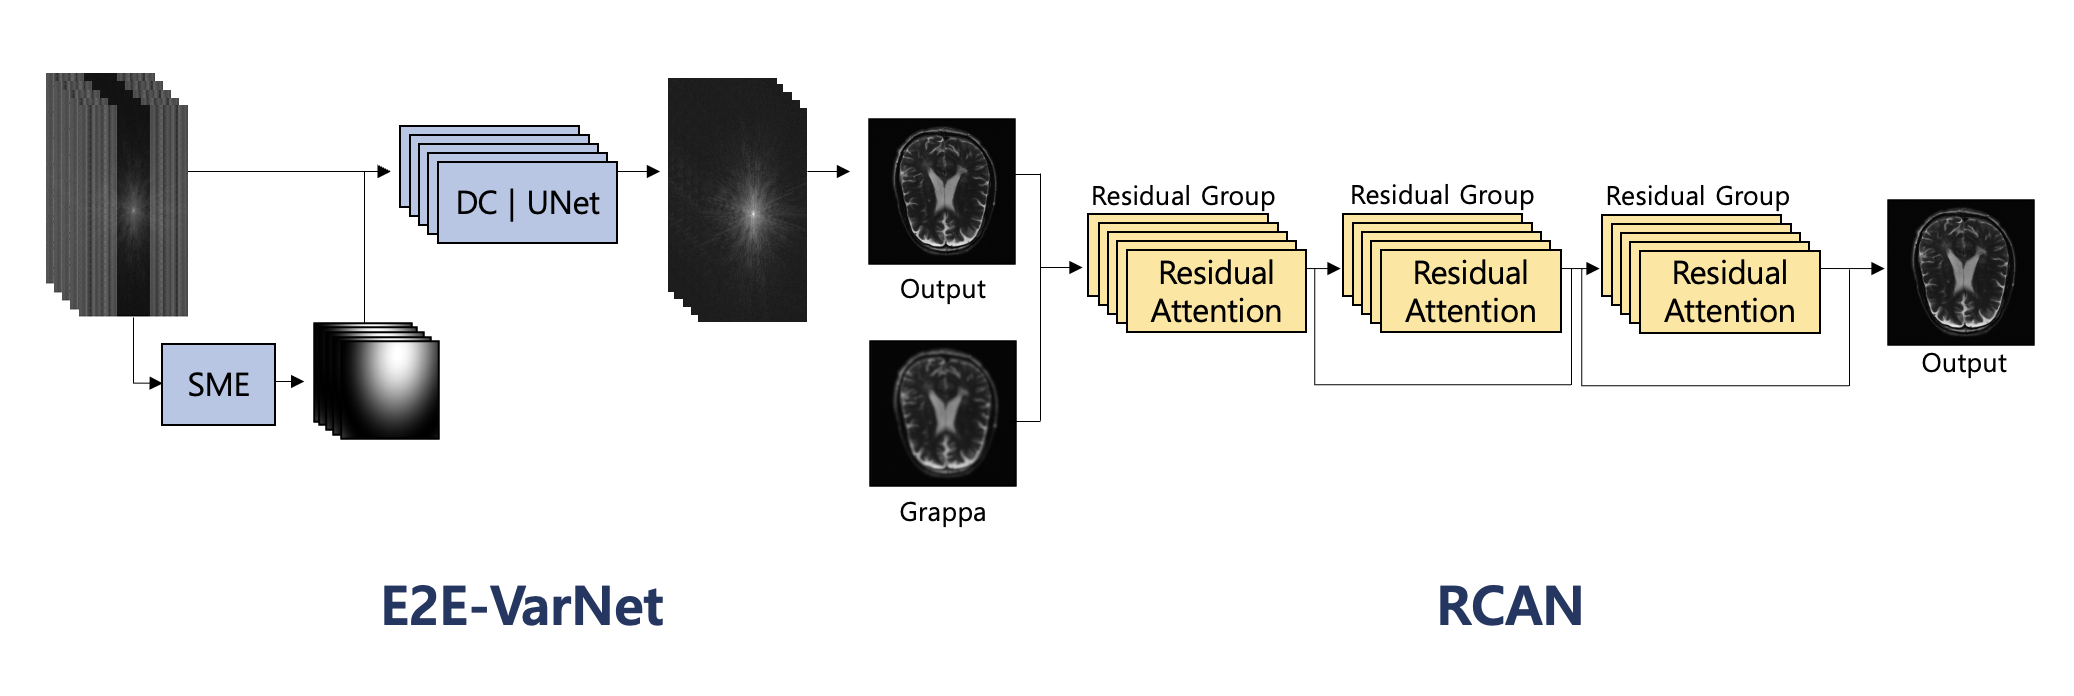 DC | UNet
SME
Output
Grappa
Residual Group
Residual
Attention
Residual Group
Residual
Attention
Residual Group
Residual
Attention
Output
E2E-VarNet
RCAN